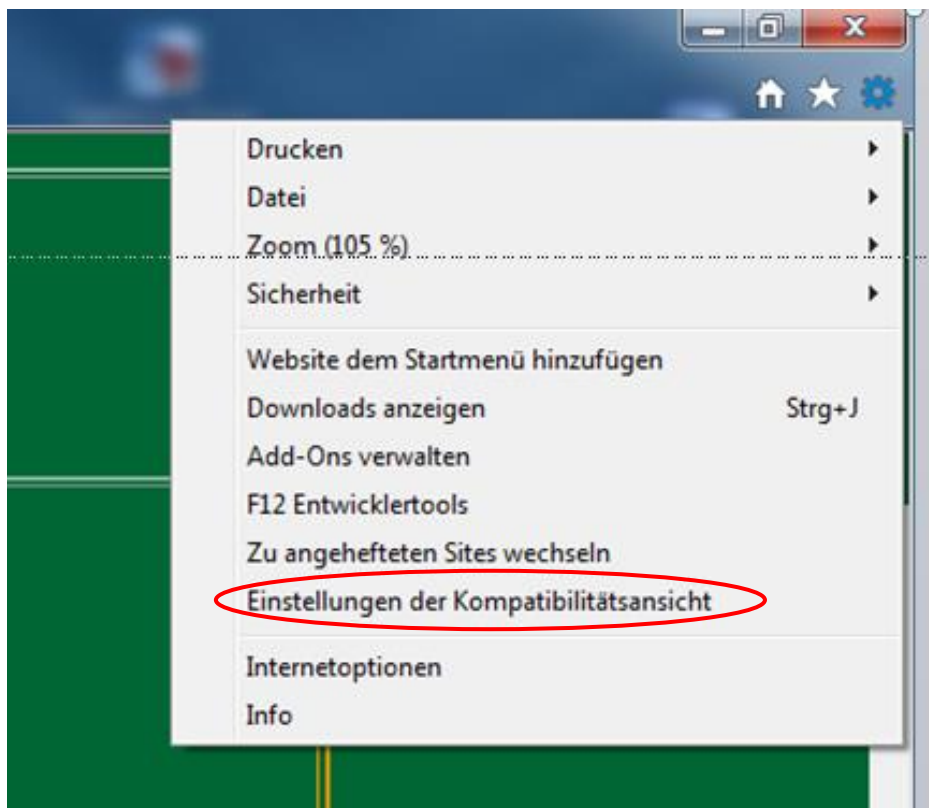 Drucken
Datei
Zoom (105 %)
Sicherheit
Website dem Startmenü hinzufügen
Downloads anzeigen Strg+J
Add-Ons verwalten
F12 Entwicklertools
Zu angehefteten Sites wechseln
Einstellungen der Kompatibilitätsansicht
Internetoptionen
Info